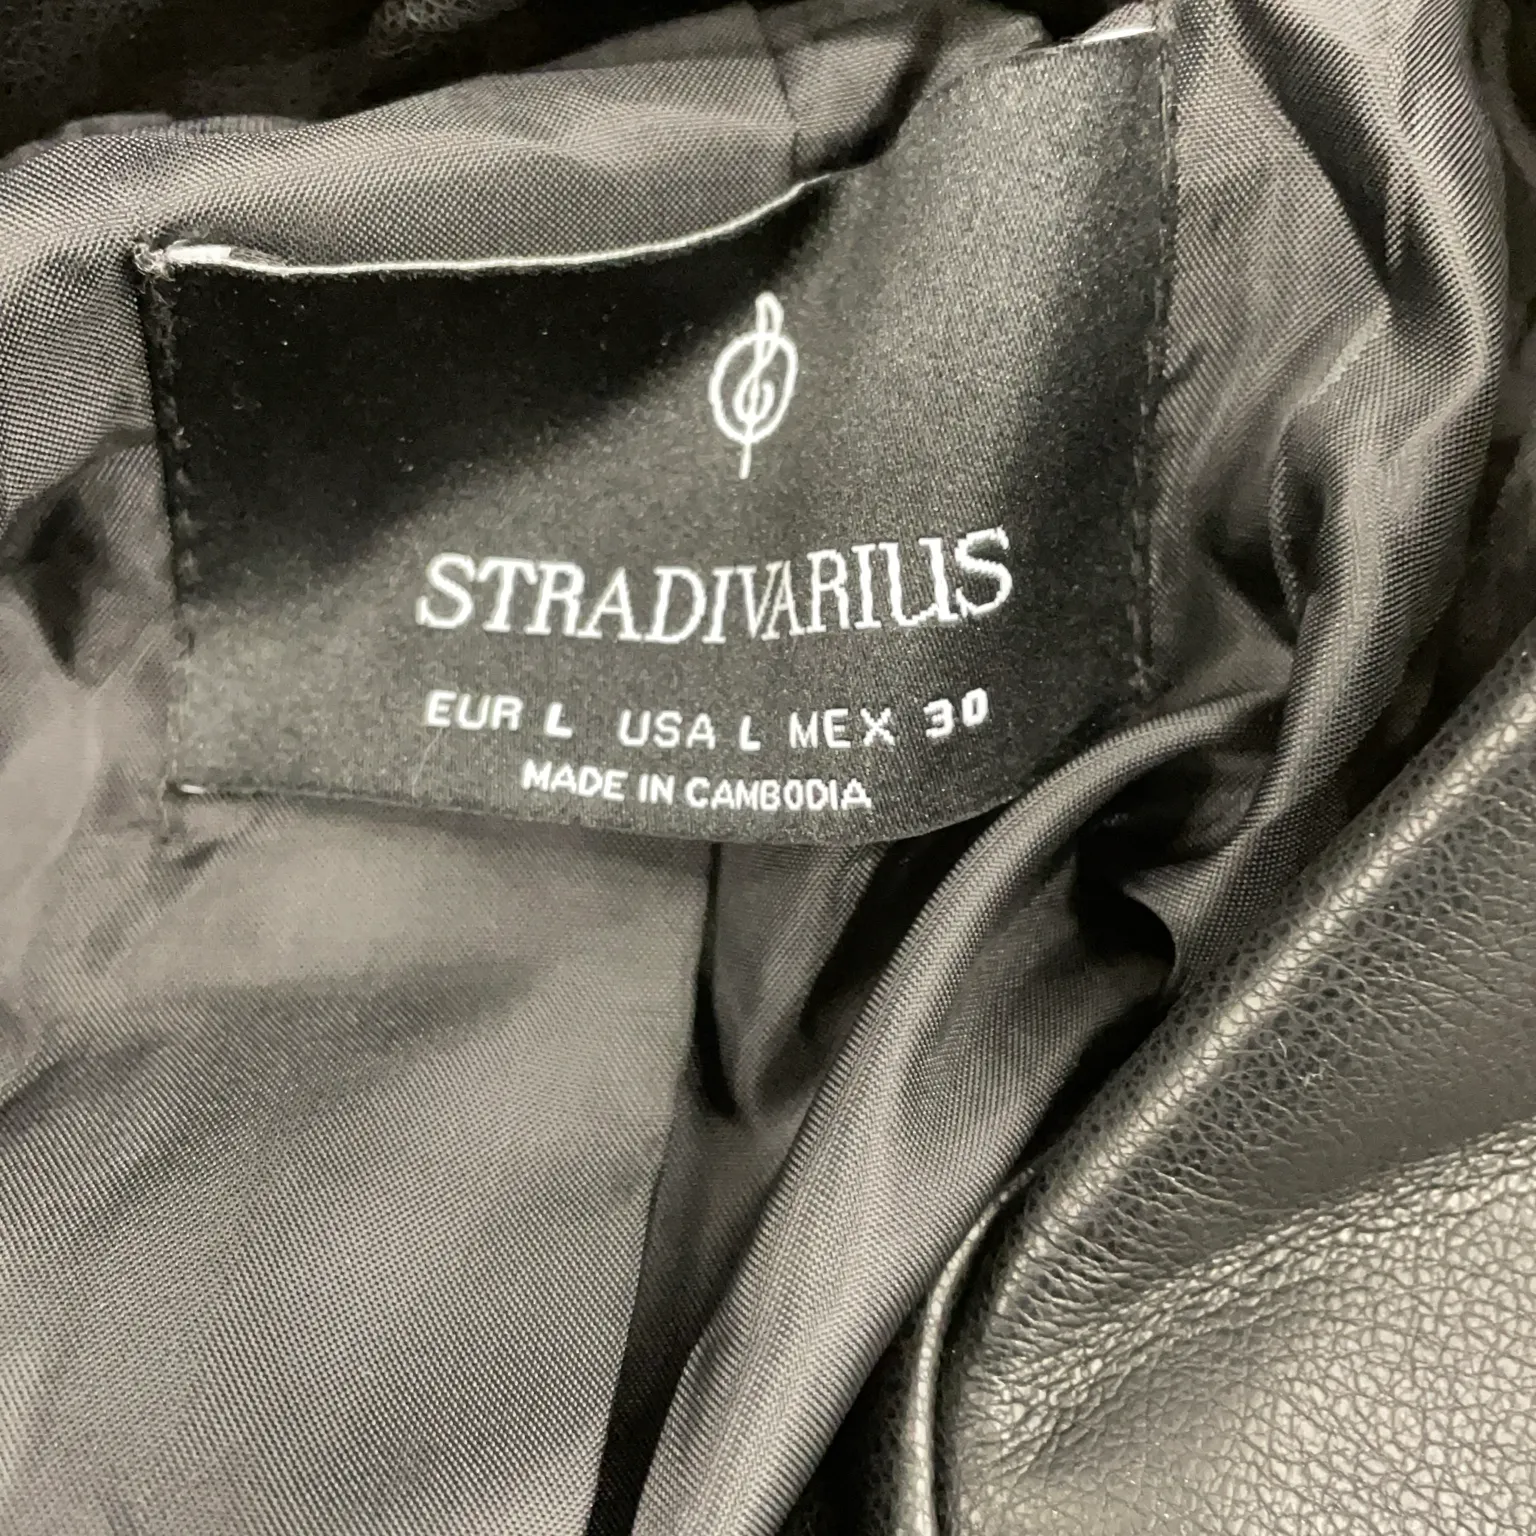 STRADIVARIUS
EUR L USA L MEX 30
MADE IN CAMBODIA